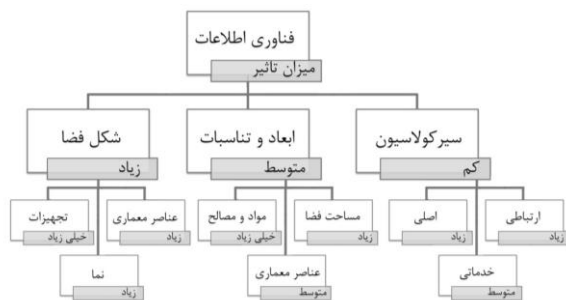 فناوری اطلاعات
میزان تاثیر
سیرکولاسیون
کم
ابعاد و تناسبات
متوسط
شکل فضا
زیاد
ارتباطی
زیاد
اصلی
زیاد
مساحت فضا
زیاد
مواد و مصالح
خیلی زیاد
عناصر معماری
زیاد
تجهیزات
خیلی زیاد
خدماتی
متوسط
عناصر معماری
متوسط
نما
زیاد